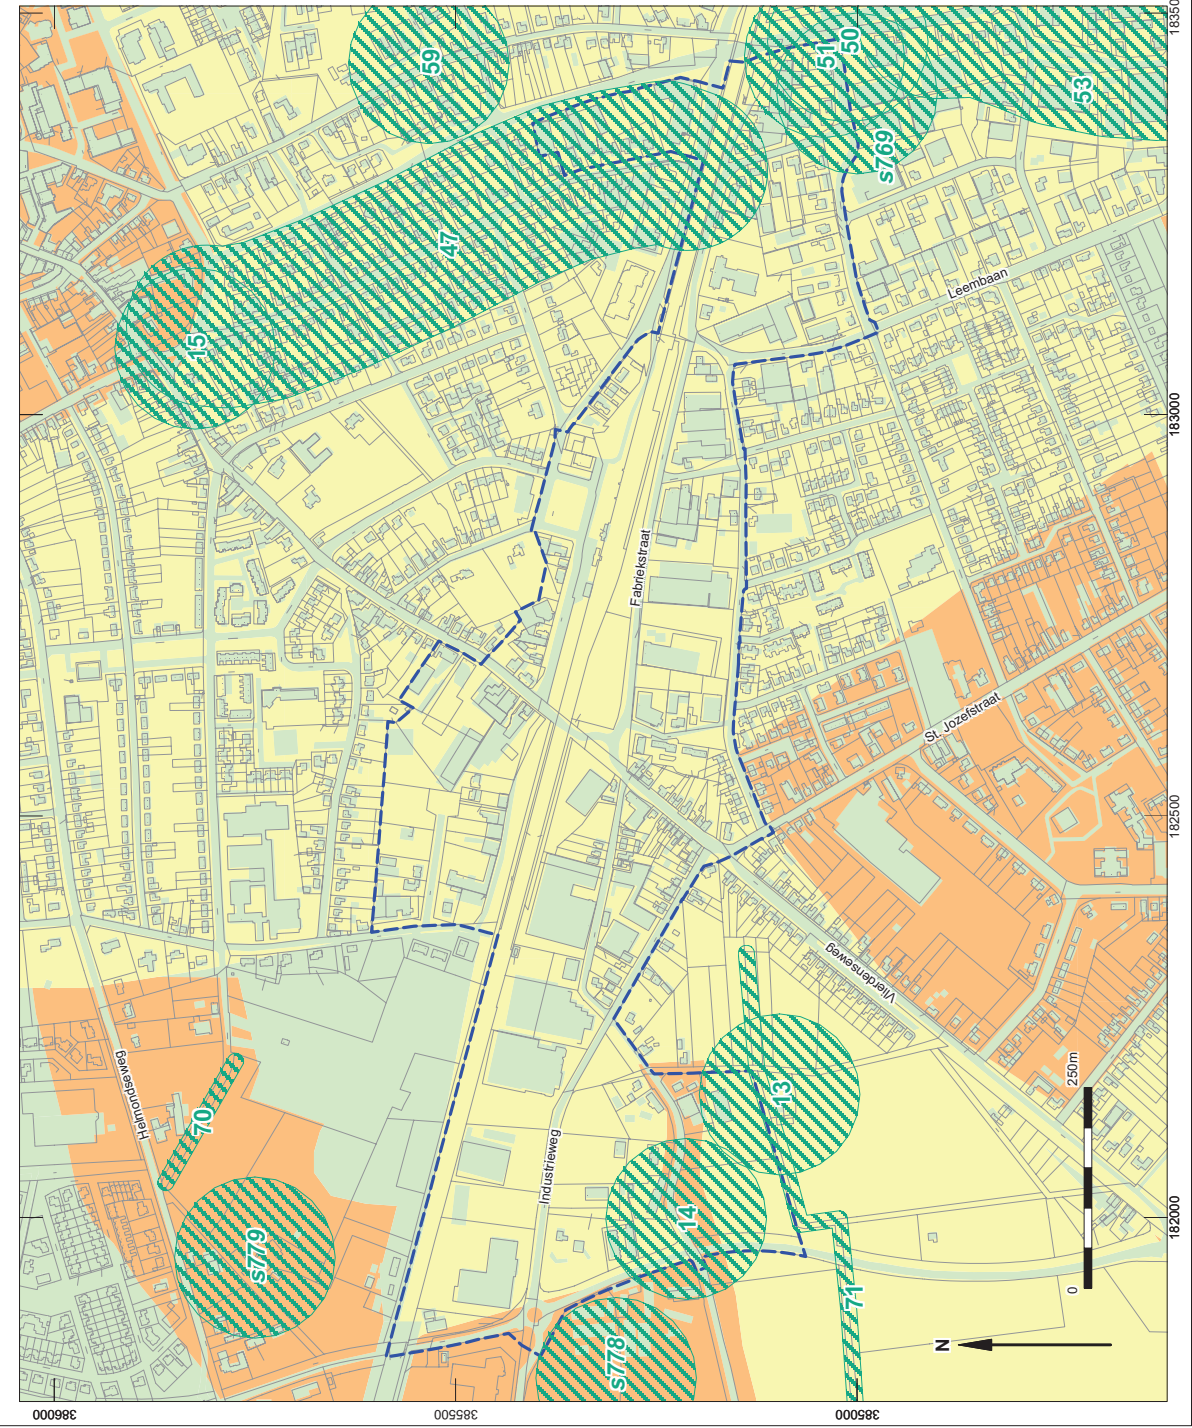 386000
385500
385000
183500
183000
182500
182000
59
51
50
53
s769
47
15
Leembaan
Fabriekstraat
St. Jozefstraat
Vlierdenseweg
Helmondseweg
70
13
Industrieweg
14
s779
s778
71
250m
0
N